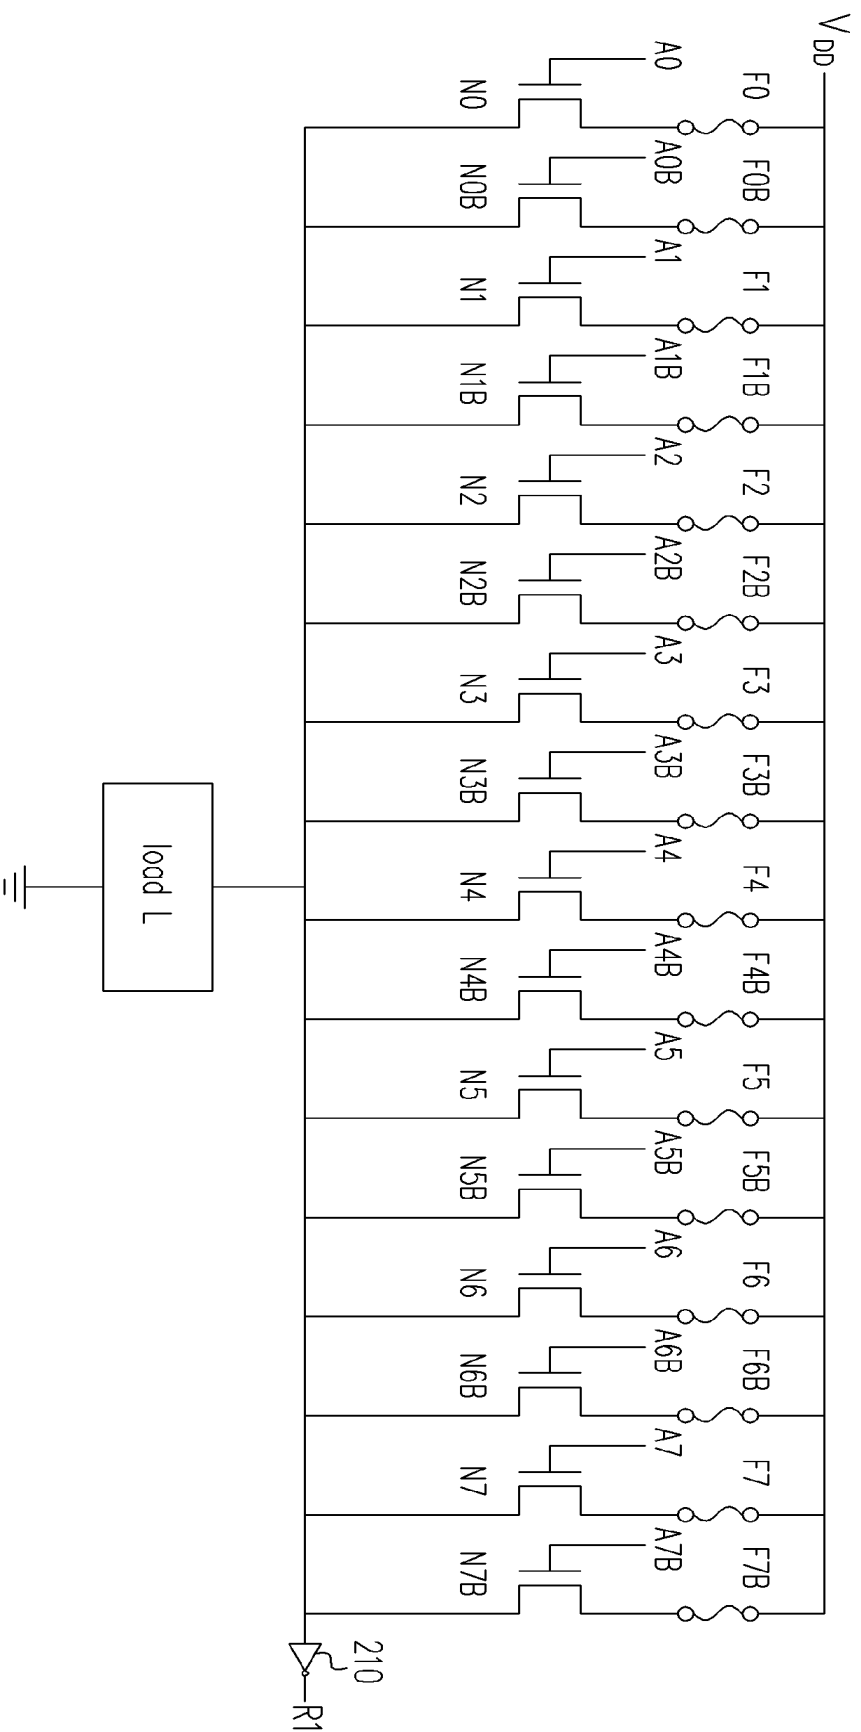 V DD
F0 F0B F1 F1B F2 F2B F3 F3B F4 F4B F5 F5B F6 F6B F7 F7B
A0 A0B A1 A1B A2 A2B A3 A3B A4 A4B A5 A5B A6 A6B A7 A7B
N0 N0B N1 N1B N2 N2B N3 N3B N4 N4B N5 N5B N6 N6B N7 N7B
210
R1
load L